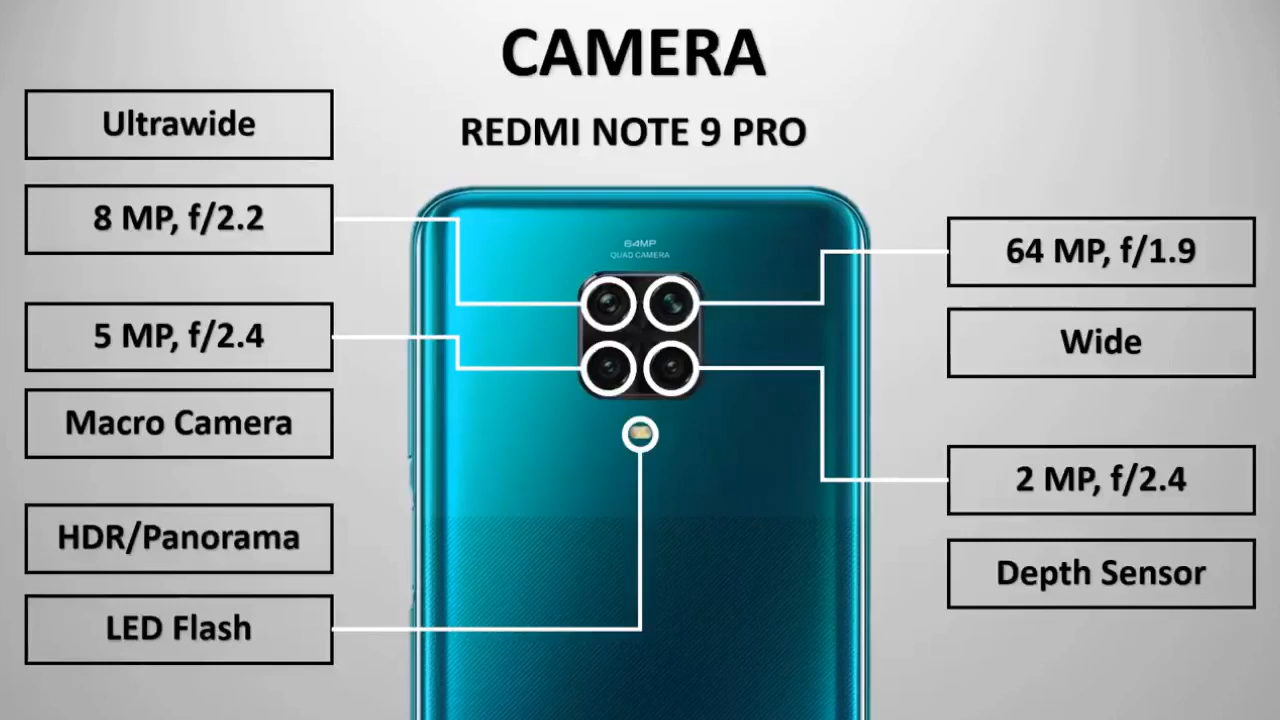 CAMERA
REDMI NOTE 9 PRO
Ultrawide
8 MP, f/2.2
5 MP, f/2.4
Macro Camera
HDR/Panorama
LED Flash
64MP
QUAD CAMERA
64 MP, f/1.9
Wide
2 MP, f/2.4
Depth Sensor